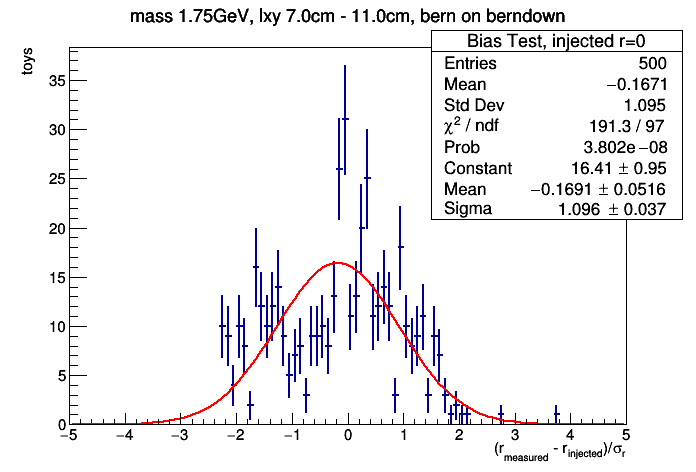 mass 1.75GeV, lxy 7.0cm - 11.0cm, bern on berndown
Bias Test, injected r=0
Entries 500
Mean −0.1671
Std Dev 1.095
χ² / ndf 191.3 / 97
Prob 3.802e−08
Constant 16.41 ± 0.95
Mean −0.1691 ± 0.0516
Sigma 1.096 ± 0.037
toys
35
30
25
20
15
10
5
0
−5 −4 −3 −2 −1 0 1 2 3 4 5
(r_measured - r_injected)/σ_r